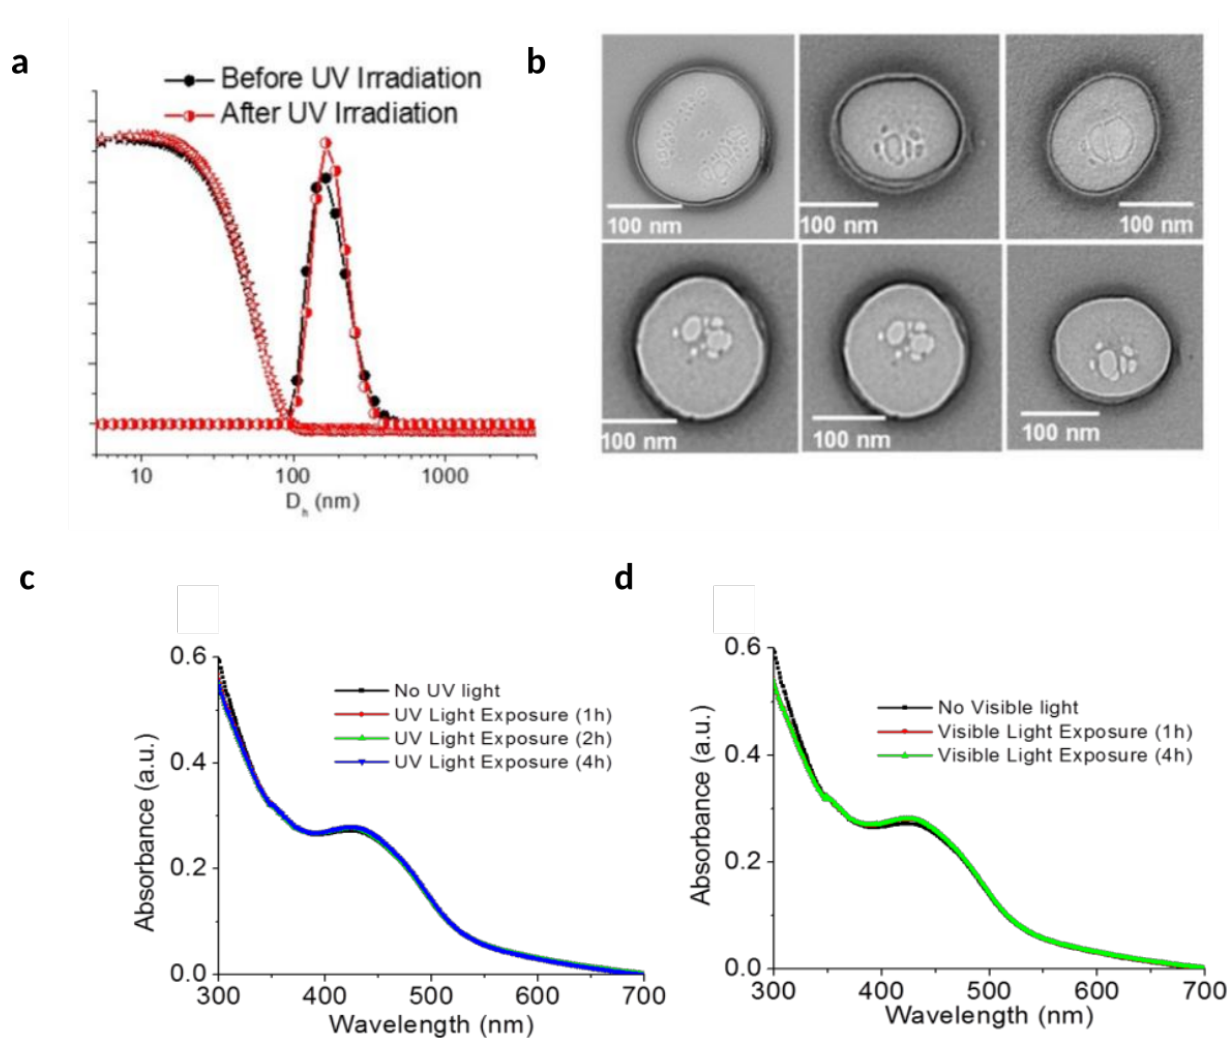 a
Before UV Irradiation
After UV Irradiation
10
100
1000
Dh (nm)
b
100 nm
100 nm
100 nm
100 nm
100 nm
100 nm
c
0.6
0.4
0.2
0.0
No UV light
UV Light Exposure (1h)
UV Light Exposure (2h)
UV Light Exposure (4h)
Absorbance (a.u.)
300
400
500
600
700
Wavelength (nm)
d
0.6
0.4
0.2
0.0
No Visible light
Visible Light Exposure (1h)
Visible Light Exposure (4h)
Absorbance (a.u.)
300
400
500
600
700
Wavelength (nm)